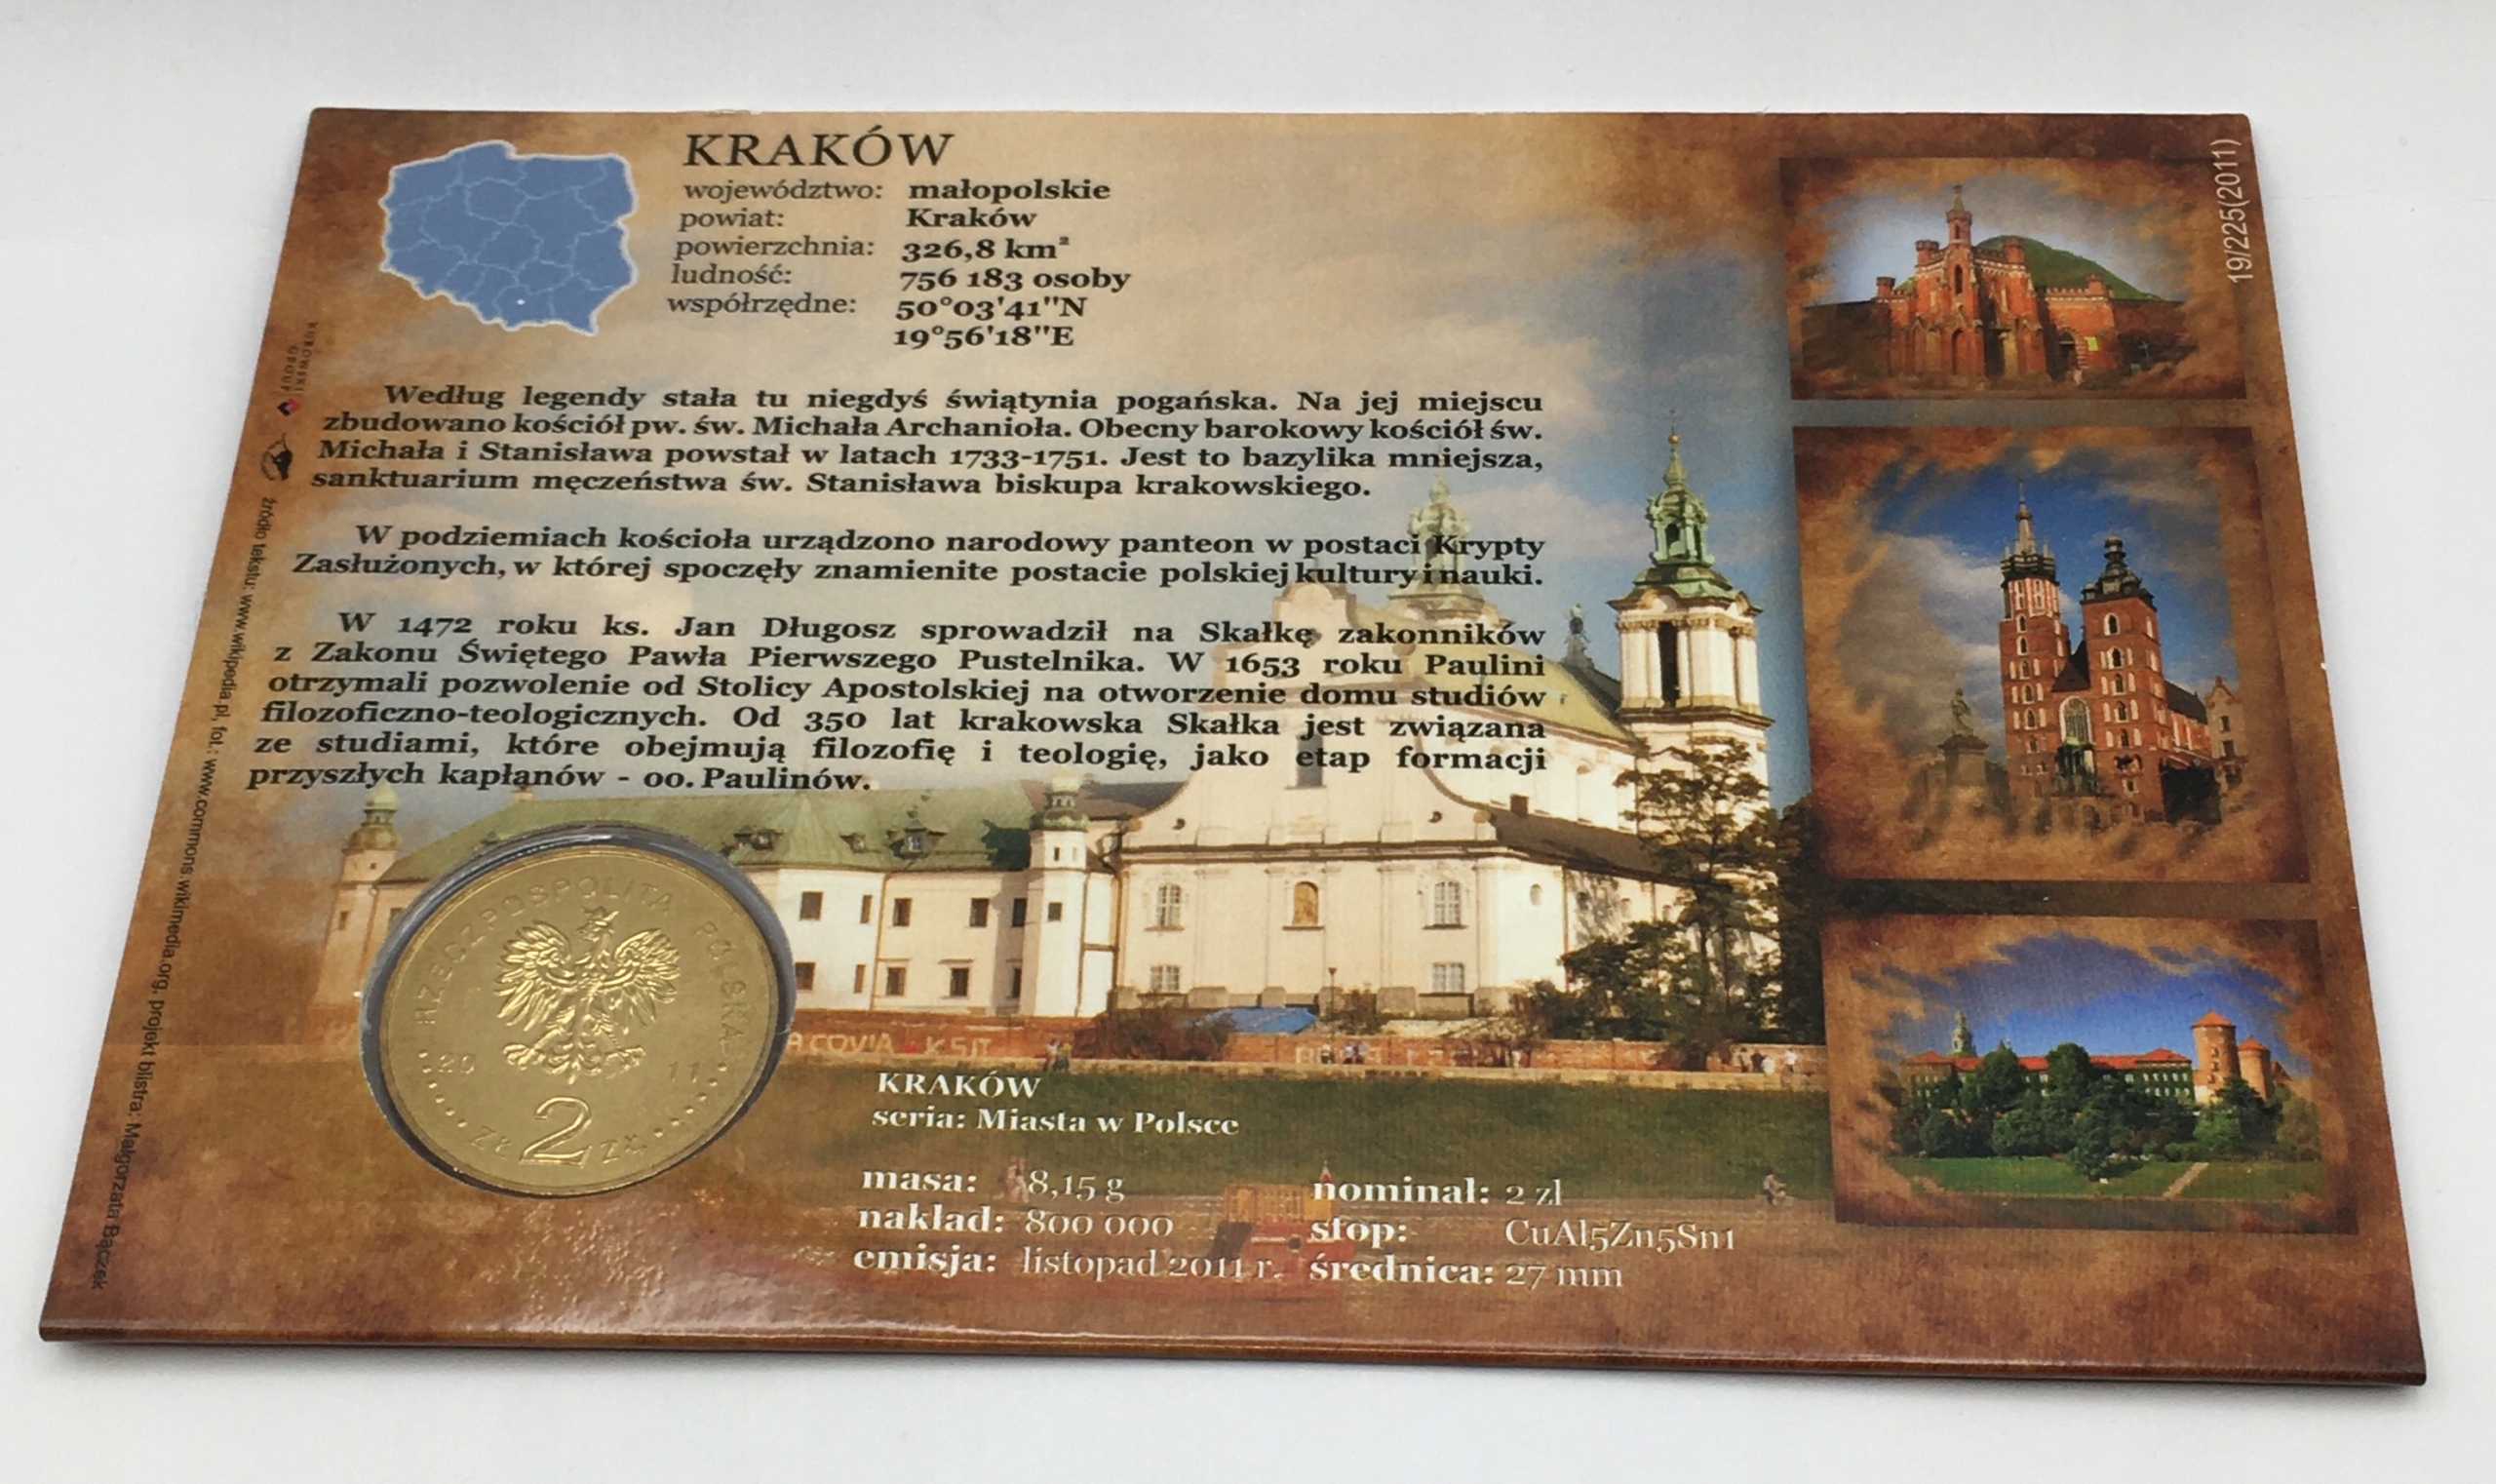 KRAKÓW
województwo: małopolskie
powiat: Kraków
powierzchnia: 326,8 km²
ludność: 756 183 osoby
współrzędne: 50°03'41"N
19°56'18"E
19/225(2011)
KUROWSKI
GROUP
Według legendy stała tu niegdyś świątynia pogańska. Na jej miejscu
zbudowano kościół pw. św. Michała Archanioła. Obecny barokowy kościół św.
Michała i Stanisława powstał w latach 1733-1751. Jest to bazylika mniejsza,
sanktuarium męczeństwa św. Stanisława biskupa krakowskiego.
W podziemiach kościoła urządzono narodowy panteon w postaci Krypty
Zasłużonych, w której spoczęły znamienite postacie polskiej kultury i nauki.
W 1472 roku ks. Jan Długosz sprowadził na Skałkę zakonników
z Zakonu Świętego Pawła Pierwszego Pustelnika. W 1653 roku Paulini
otrzymali pozwolenie od Stolicy Apostolskiej na otworzenie domu studiów
filozoficzno-teologicznych. Od 350 lat krakowska Skałka jest związana
ze studiami, które obejmują filozofię i teologię, jako etap formacji
przyszłych kapłanów - oo. Paulinów.
źródło tekstu: www.wikipedia.pl, fot.: www.commons.wikimedia.org, projekt blistra: Małgorzata Bączek
RZECZPOSPOLITA POLSKA
20 11
ZŁ 2 ZŁ
KRAKÓW
seria: Miasta w Polsce
masa: 8,15 g
nakład: 800 000
emisja: listopad 2011 r.
nominał: 2 zł
stop: CuAl5Zn5Sn1
średnica: 27 mm